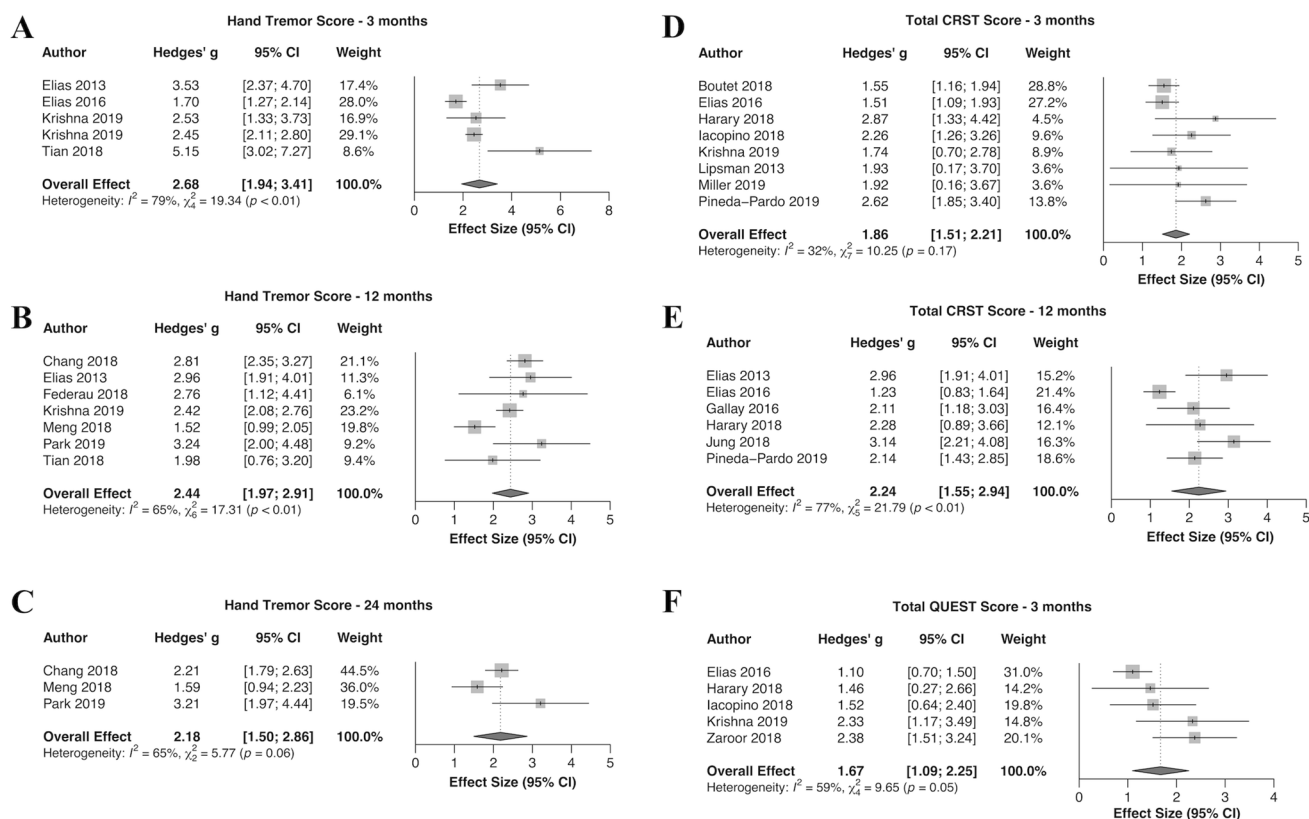 A
Hand Tremor Score - 3 months
Author Hedges' g 95% CI Weight
Elias 2013 3.53 [2.37; 4.70] 17.4%
Elias 2016 1.70 [1.27; 2.14] 28.0%
Krishna 2019 2.53 [1.33; 3.73] 16.9%
Krishna 2019 2.45 [2.11; 2.80] 29.1%
Tian 2018 5.15 [3.02; 7.27] 8.6%
Overall Effect 2.68 [1.94; 3.41] 100.0%
Heterogeneity: I² = 79%, χ²₄ = 19.34 (p < 0.01)
0 2 4 6 8
Effect Size (95% CI)
B
Hand Tremor Score - 12 months
Author Hedges' g 95% CI Weight
Chang 2018 2.81 [2.35; 3.27] 21.1%
Elias 2013 2.96 [1.91; 4.01] 11.3%
Federau 2018 2.76 [1.12; 4.41] 6.1%
Krishna 2019 2.42 [2.08; 2.76] 23.2%
Meng 2018 1.52 [0.99; 2.05] 19.8%
Park 2019 3.24 [2.00; 4.48] 9.2%
Tian 2018 1.98 [0.76; 3.20] 9.4%
Overall Effect 2.44 [1.97; 2.91] 100.0%
Heterogeneity: I² = 65%, χ²₆ = 17.31 (p < 0.01)
0 1 2 3 4 5
Effect Size (95% CI)
C
Hand Tremor Score - 24 months
Author Hedges' g 95% CI Weight
Chang 2018 2.21 [1.79; 2.63] 44.5%
Meng 2018 1.59 [0.94; 2.23] 36.0%
Park 2019 3.21 [1.97; 4.44] 19.5%
Overall Effect 2.18 [1.50; 2.86] 100.0%
Heterogeneity: I² = 65%, χ²₂ = 5.77 (p = 0.06)
0 1 2 3 4 5
Effect Size (95% CI)
D
Total CRST Score - 3 months
Author Hedges' g 95% CI Weight
Boutet 2018 1.55 [1.16; 1.94] 28.8%
Elias 2016 1.51 [1.09; 1.93] 27.2%
Harary 2018 2.87 [1.33; 4.42] 4.5%
Iacopino 2018 2.26 [1.26; 3.26] 9.6%
Krishna 2019 1.74 [0.70; 2.78] 8.9%
Lipsman 2013 1.93 [0.17; 3.70] 3.6%
Miller 2019 1.92 [0.16; 3.67] 3.6%
Pineda−Pardo 2019 2.62 [1.85; 3.40] 13.8%
Overall Effect 1.86 [1.51; 2.21] 100.0%
Heterogeneity: I² = 32%, χ²₇ = 10.25 (p = 0.17)
0 1 2 3 4 5
Effect Size (95% CI)
E
Total CRST Score - 12 months
Author Hedges' g 95% CI Weight
Elias 2013 2.96 [1.91; 4.01] 15.2%
Elias 2016 1.23 [0.83; 1.64] 21.4%
Gallay 2016 2.11 [1.18; 3.03] 16.4%
Harary 2018 2.28 [0.89; 3.66] 12.1%
Jung 2018 3.14 [2.21; 4.08] 16.3%
Pineda−Pardo 2019 2.14 [1.43; 2.85] 18.6%
Overall Effect 2.24 [1.55; 2.94] 100.0%
Heterogeneity: I² = 77%, χ²₅ = 21.79 (p < 0.01)
0 1 2 3 4 5
Effect Size (95% CI)
F
Total QUEST Score - 3 months
Author Hedges' g 95% CI Weight
Elias 2016 1.10 [0.70; 1.50] 31.0%
Harary 2018 1.46 [0.27; 2.66] 14.2%
Iacopino 2018 1.52 [0.64; 2.40] 19.8%
Krishna 2019 2.33 [1.17; 3.49] 14.8%
Zaroor 2018 2.38 [1.51; 3.24] 20.1%
Overall Effect 1.67 [1.09; 2.25] 100.0%
Heterogeneity: I² = 59%, χ²₄ = 9.65 (p = 0.05)
0 1 2 3 4
Effect Size (95% CI)